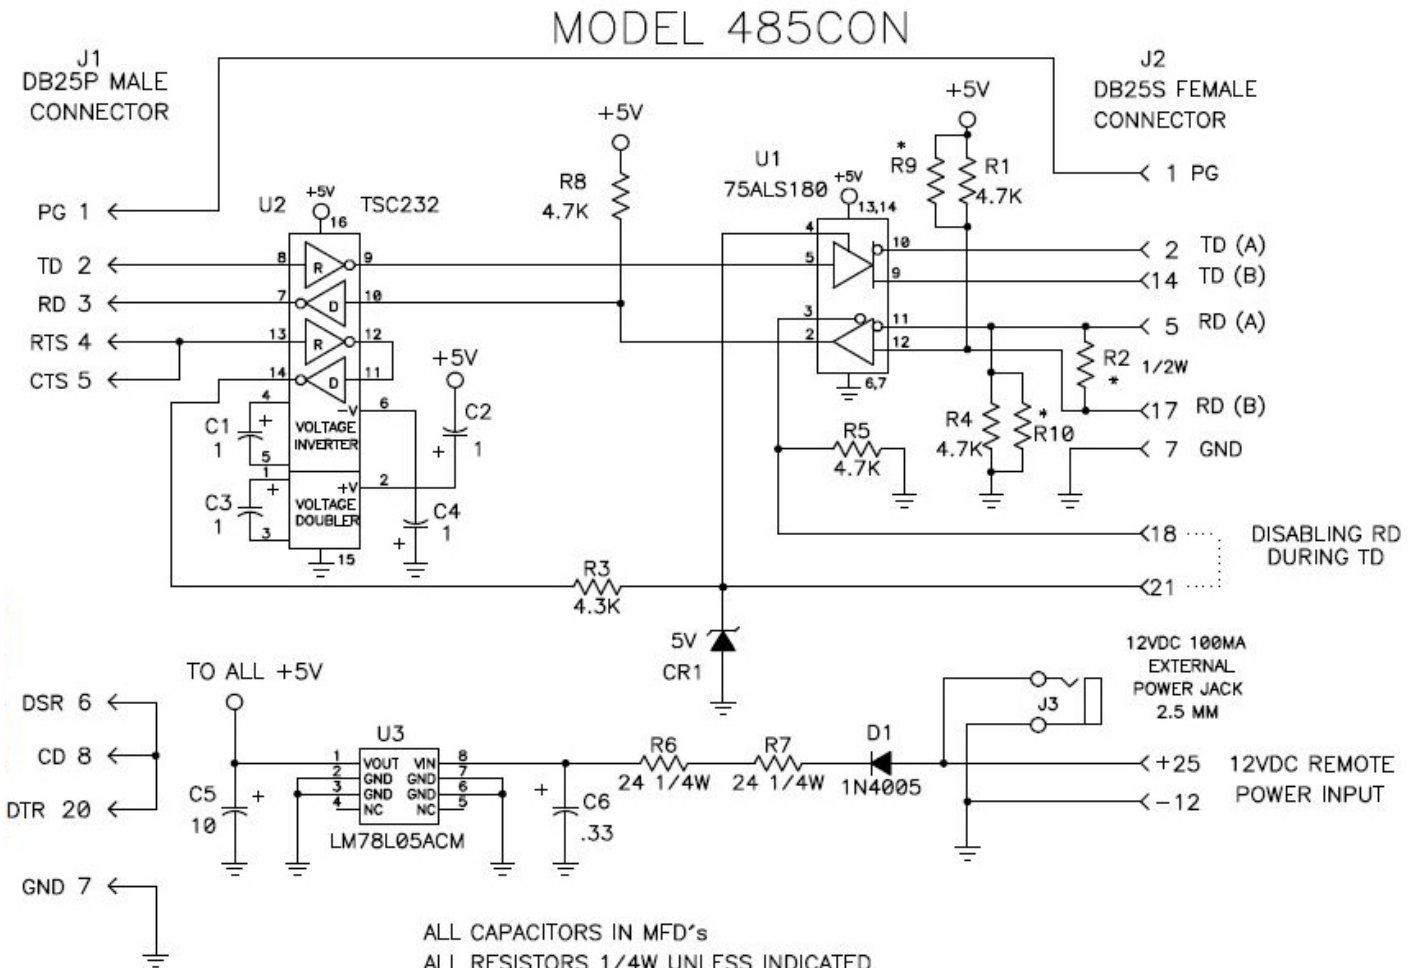 MODEL 485CON
J1
DB25P MALE
CONNECTOR
J2
DB25S FEMALE
CONNECTOR
+5V
+5V
*
R9
R1
4.7K
U1
75ALS180
+5V
13,14
R8
4.7K
U2
+5V
16
TSC232
PG 1
1 PG
TD 2
8
R
9
4
5
10
9
2 TD (A)
14 TD (B)
RD 3
7
D
10
3
2
11
12
5 RD (A)
RTS 4
13
R
12
CTS 5
14
D
11
+5V
6,7
R2
1/2W
*
17 RD (B)
4
C1
+
1
5
-V
6
VOLTAGE
INVERTER
C2
+
1
R5
4.7K
R4
4.7K
*
R10
7 GND
1
C3
+
1
3
+V
2
VOLTAGE
DOUBLER
15
C4
1
+
18
21
DISABLING RD
DURING TD
R3
4.3K
5V
CR1
12VDC 100MA
EXTERNAL
POWER JACK
2.5 MM
J3
TO ALL +5V
DSR 6
CD 8
DTR 20
GND 7
U3
1
VOUT
VIN
8
2
GND
GND
7
3
GND
GND
6
4
NC
NC
5
LM78L05ACM
C5
+
10
+
C6
.33
R6
24 1/4W
R7
24 1/4W
D1
1N4005
+25
-12
12VDC REMOTE
POWER INPUT
ALL CAPACITORS IN MFD's
ALL RESISTORS 1/4W UNLESS INDICATED